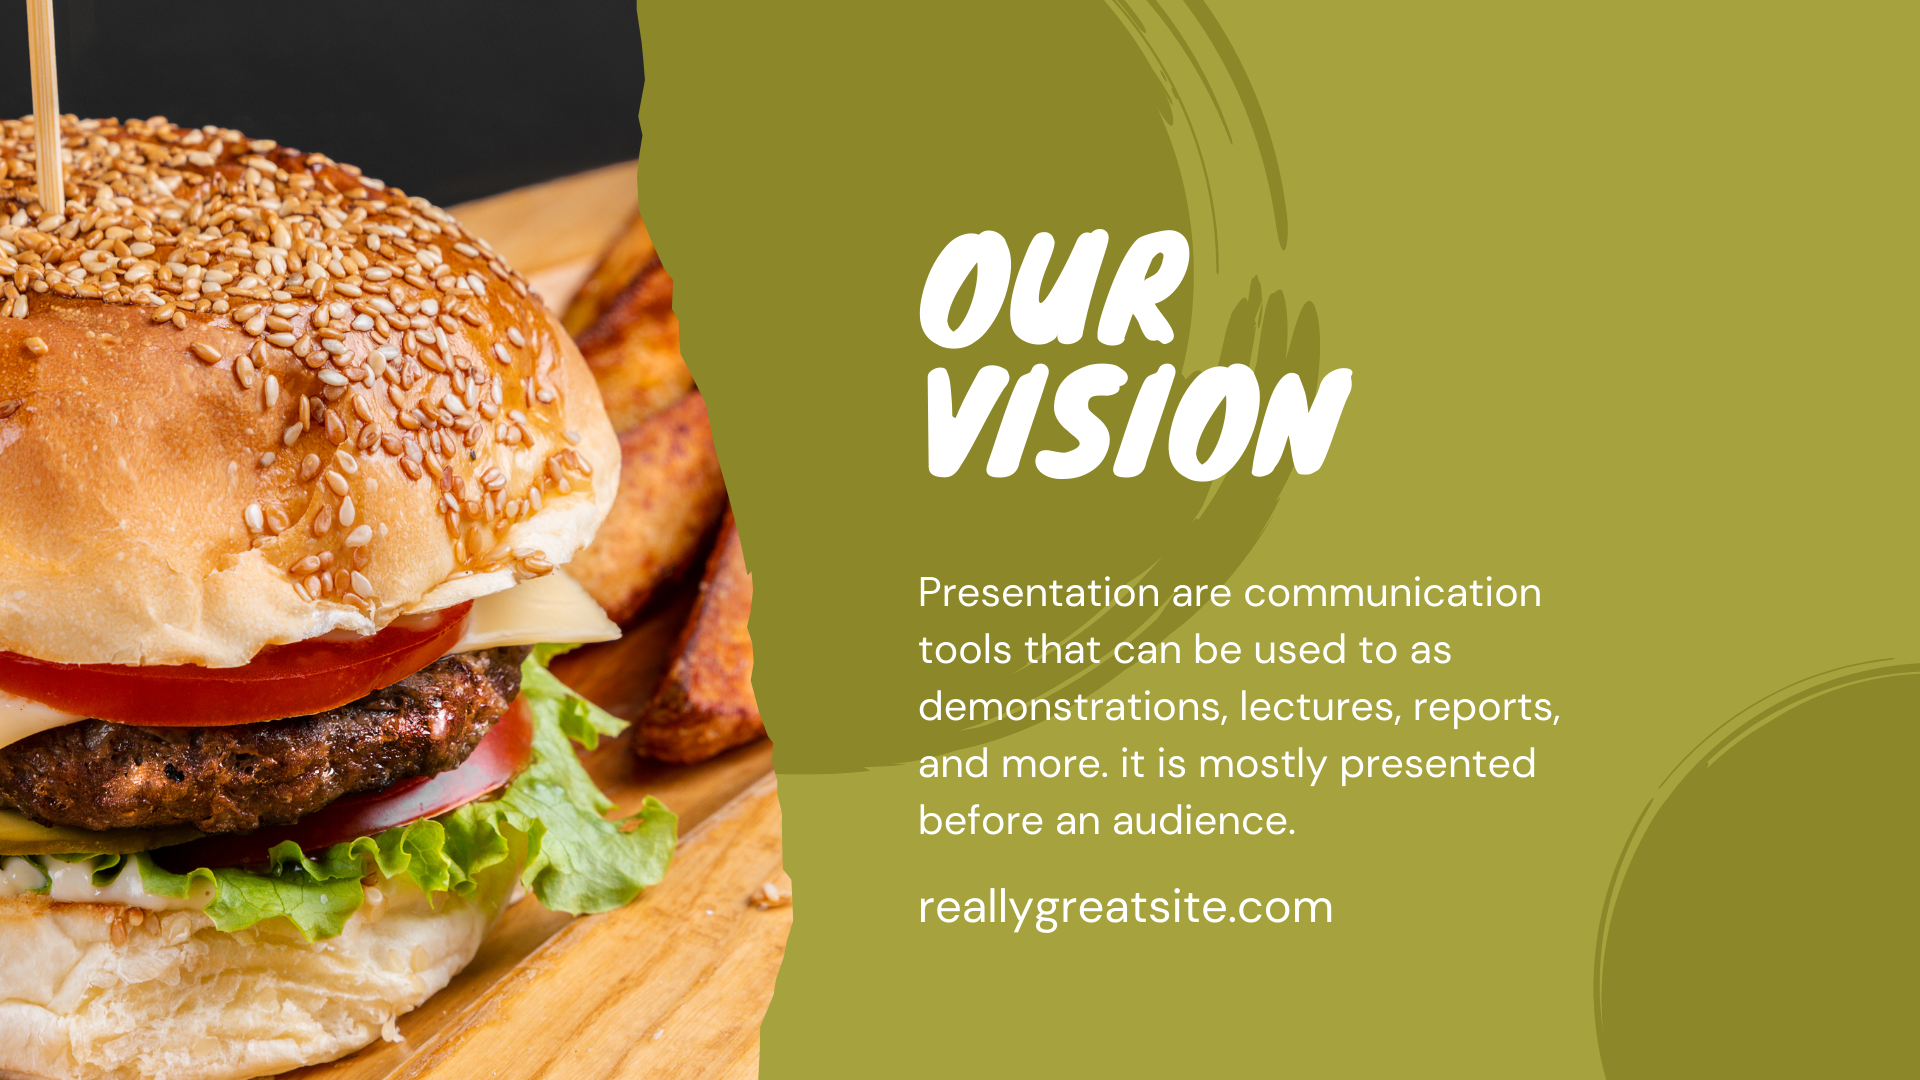 OUR
VISION
Presentation are communication
tools that can be used to as
demonstrations, lectures, reports,
and more. it is mostly presented
before an audience.
reallygreatsite.com